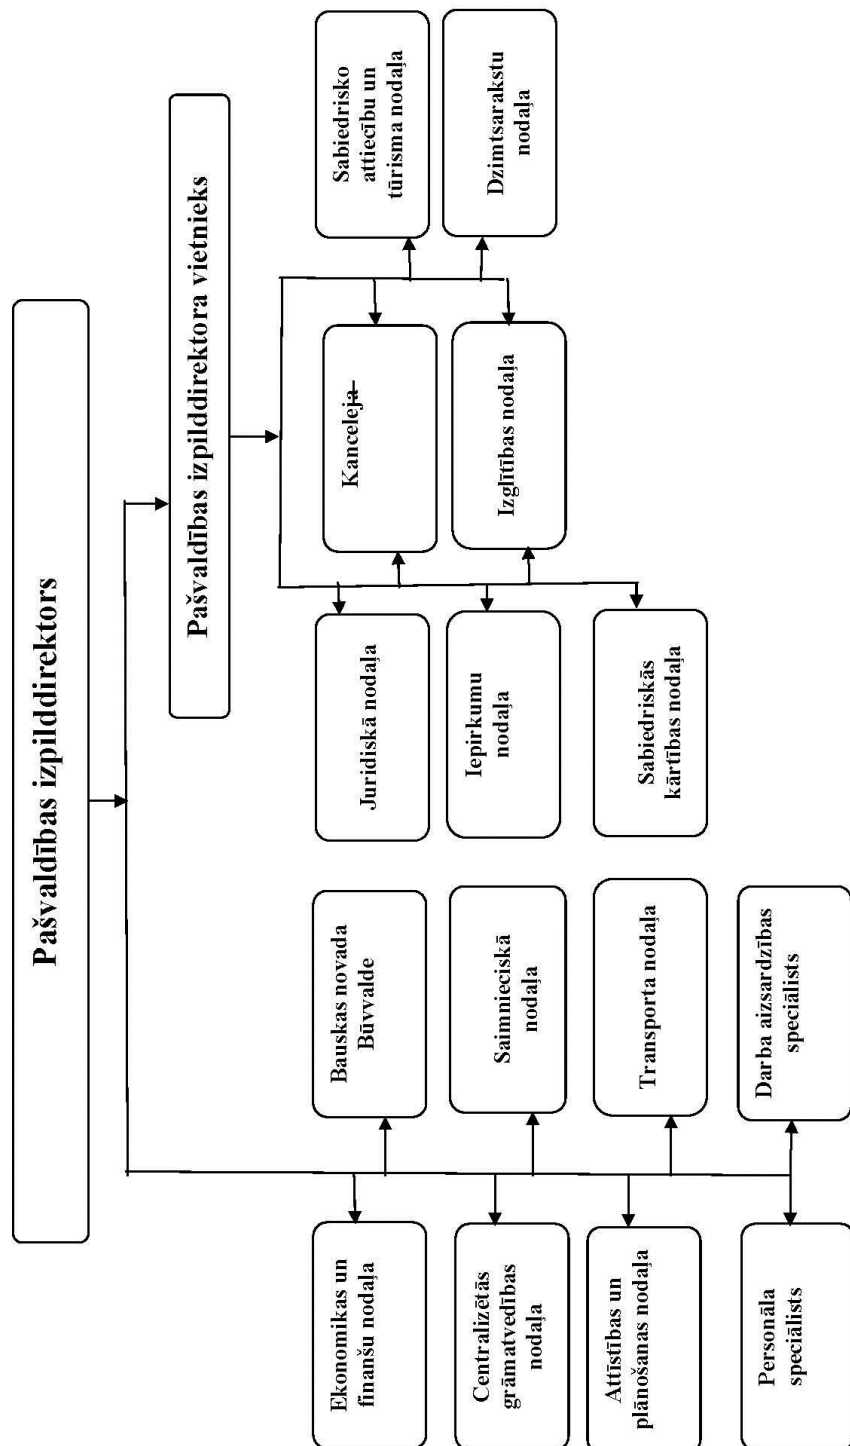 Pašvaldības izpilddirektors
Pašvaldības izpilddirektora vietnieks
Ekonomikas un
finanšu nodaļa
Bauskas novada
Būvvalde
Juridiskā nodaļa
Kanceleja
Sabiedrisko
attiecību un
tūrisma nodaļa
Centralizētās
grāmatvedības
nodaļa
Saimnieciskā
nodaļa
Iepirkumu
nodaļa
Izglītības nodaļa
Dzimtsarakstu
nodaļa
Attīstības un
plānošanas nodaļa
Transporta nodaļa
Sabiedriskās
kārtības nodaļa
Personāla
speciālists
Darba aizsardzības
speciālists